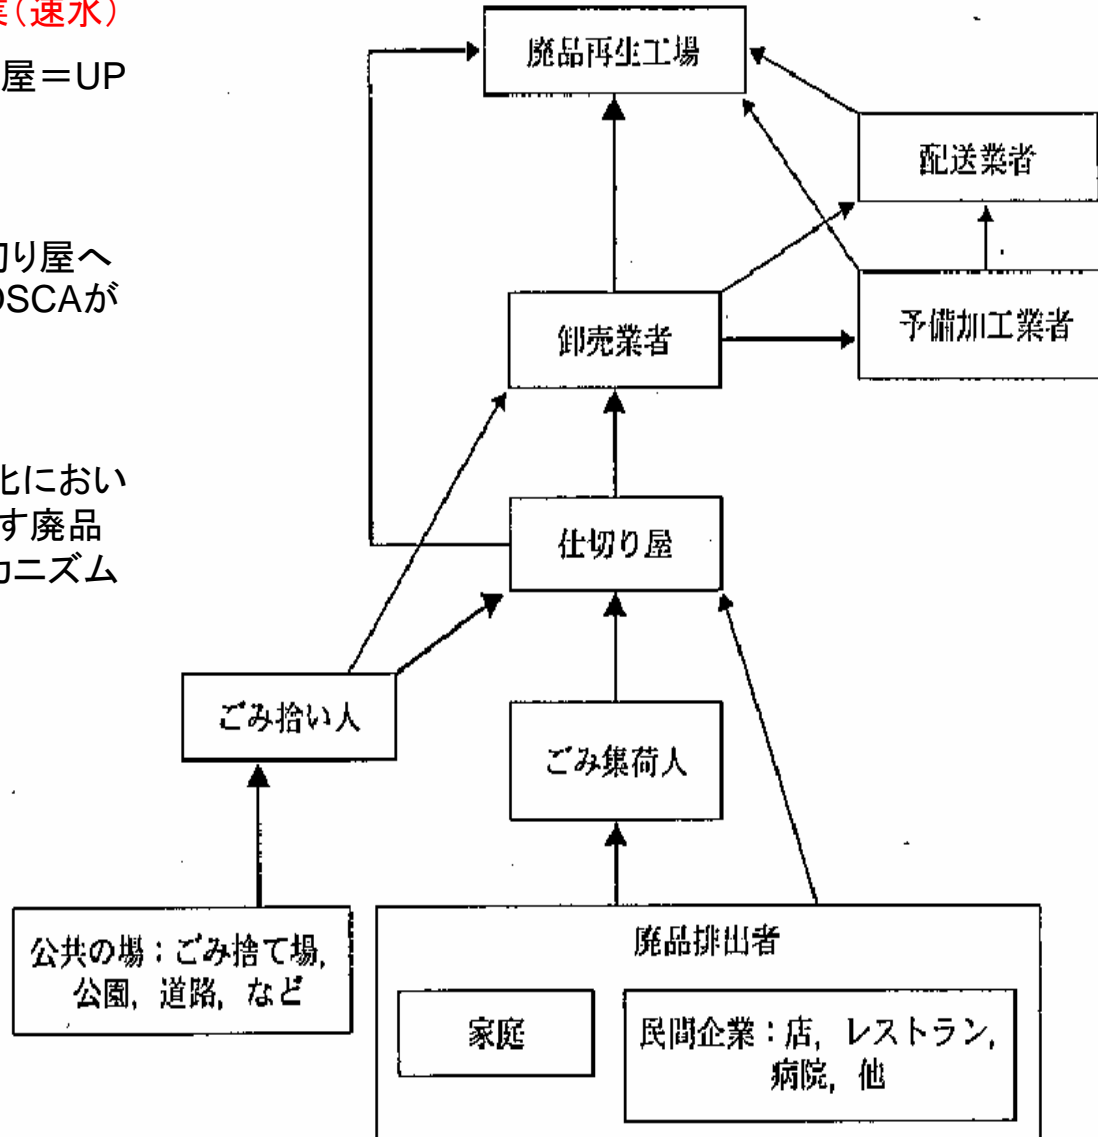 (速水)
屋＝UP
り屋へ
OSCAが
におい
す廃品
カニズム
廃品再生工場
配送業者
予備加工業者
卸売業者
仕切り屋
ごみ拾い人
ごみ集荷人
公共の場：ごみ捨て場，
公園，道路，など
廃品排出者
家庭
民間企業：店，レストラン，
病院，他